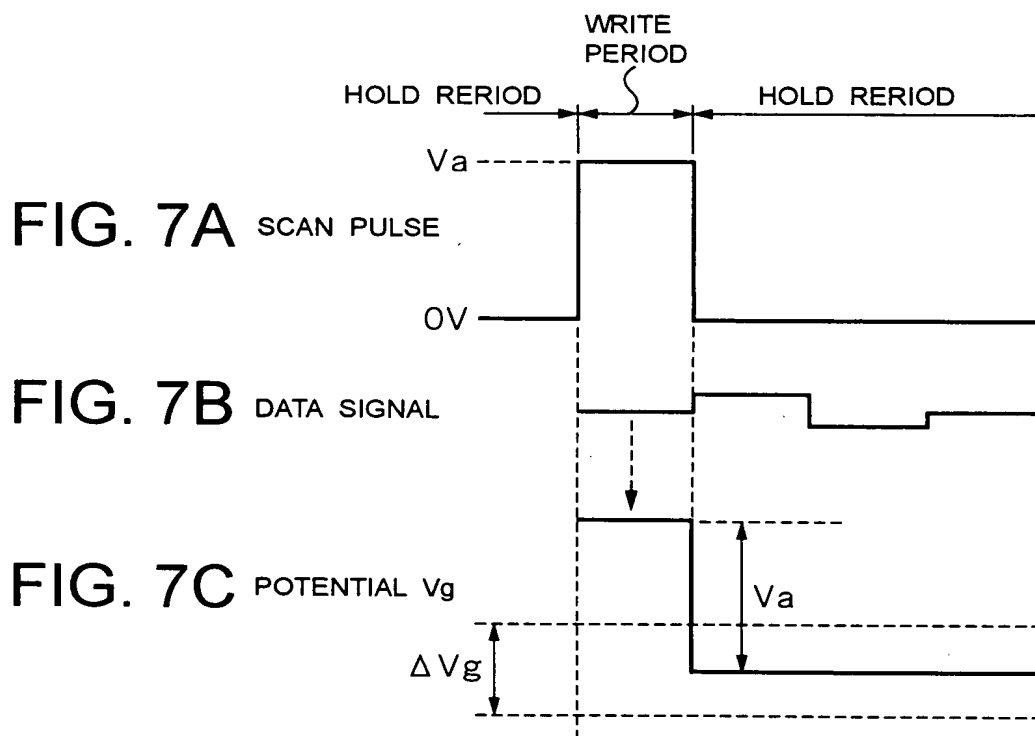 WRITE
PERIOD
HOLD RERIOD
HOLD RERIOD
Va
FIG. 7A SCAN PULSE
0V
FIG. 7B DATA SIGNAL
FIG. 7C POTENTIAL Vg
Va
ΔVg